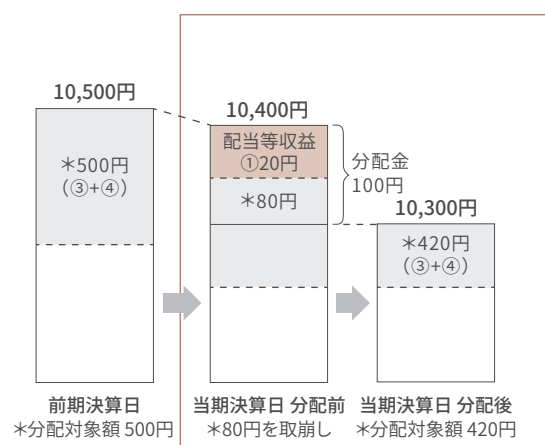 10,500円
＊500円
（③+④）
前期決算日
＊分配対象額 500円
10,400円
配当等収益
①20円
＊80円
分配金
100円
当期決算日 分配前
＊80円を取崩し
10,300円
＊420円
（③+④）
当期決算日 分配後
＊分配対象額 420円